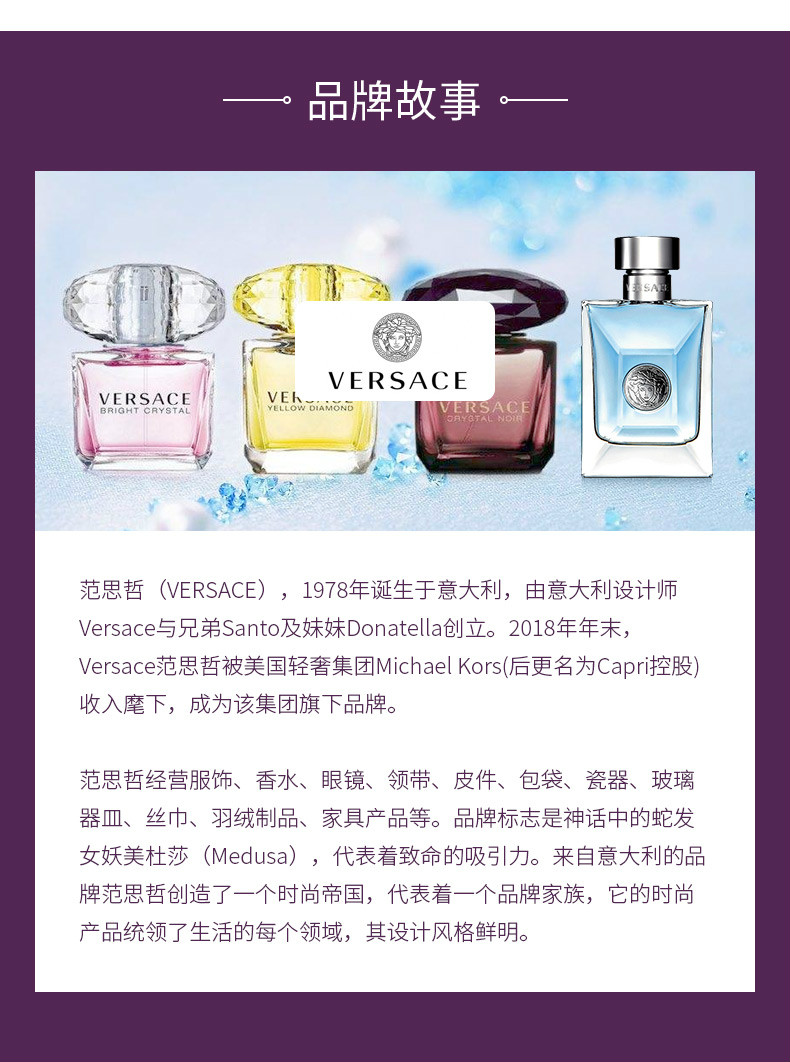 品牌故事
VERSACE
VERSACE
BRIGHT CRYSTAL
YELLOW DIAMOND
VERSACE
CRYSTAL NOIR
范思哲（VERSACE），1978年诞生于意大利，由意大利设计师
Versace与兄弟Santo及妹妹Donatella创立。2018年年末，
Versace范思哲被美国轻奢集团Michael Kors(后更名为Capri控股)
收入麾下，成为该集团旗下品牌。
范思哲经营服饰、香水、眼镜、领带、皮件、包袋、瓷器、玻璃
器皿、丝巾、羽绒制品、家具产品等。品牌标志是神话中的蛇发
女妖美杜莎（Medusa），代表着致命的吸引力。来自意大利的品
牌范思哲创造了一个时尚帝国，代表着一个品牌家族，它的时尚
产品统领了生活的每个领域，其设计风格鲜明。